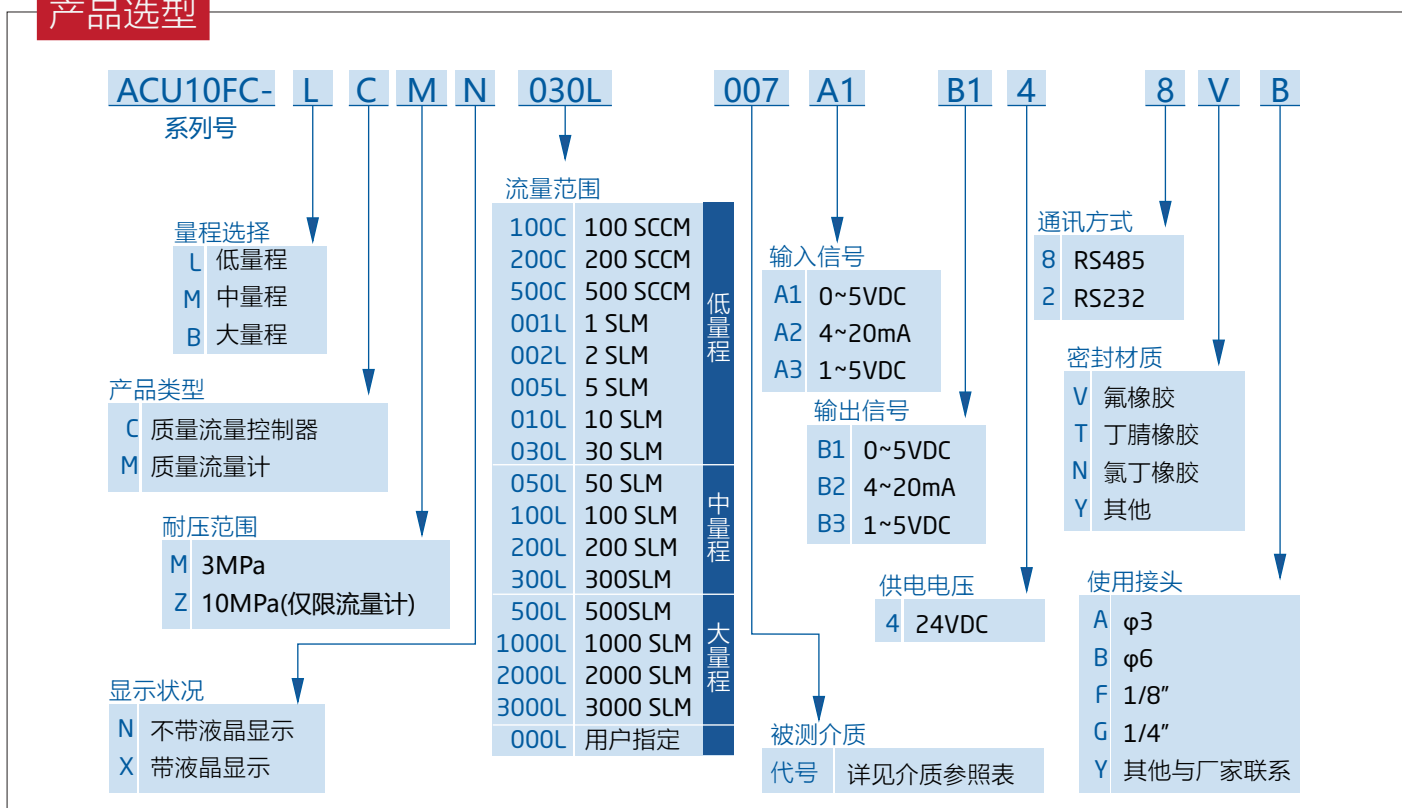 产品选型
ACU10FC- L C M N 030L 007 A1 B1 4 8 V B
系列号
量程选择
L 低量程
M 中量程
B 大量程
产品类型
C 质量流量控制器
M 质量流量计
耐压范围
M 3MPa
Z 10MPa(仅限流量计)
显示状况
N 不带液晶显示
X 带液晶显示
流量范围
100C 100 SCCM
200C 200 SCCM
500C 500 SCCM
001L 1 SLM
002L 2 SLM
005L 5 SLM
010L 10 SLM
030L 30 SLM
低量程
050L 50 SLM
100L 100 SLM
200L 200 SLM
300L 300SLM
中量程
500L 500SLM
1000L 1000 SLM
2000L 2000 SLM
3000L 3000 SLM
大量程
000L 用户指定
输入信号
A1 0~5VDC
A2 4~20mA
A3 1~5VDC
输出信号
B1 0~5VDC
B2 4~20mA
B3 1~5VDC
供电电压
4 24VDC
被测介质
代号 详见介质参照表
通讯方式
8 RS485
2 RS232
密封材质
V 氟橡胶
T 丁腈橡胶
N 氯丁橡胶
Y 其他
使用接头
A φ3
B φ6
F 1/8″
G 1/4″
Y 其他与厂家联系